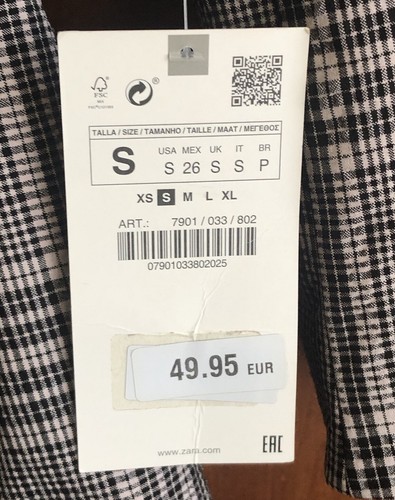 FSC
®
TALLA / SIZE / TAMANHO / TAILLE / MAAT / ΜΕΓΕΘΟΣ
S
USA MEX UK IT BR
S 26 S S P
XS S M L XL
ART.: 7901 / 033 / 802
07901033802025
49.95 EUR
www.zara.com
EAC